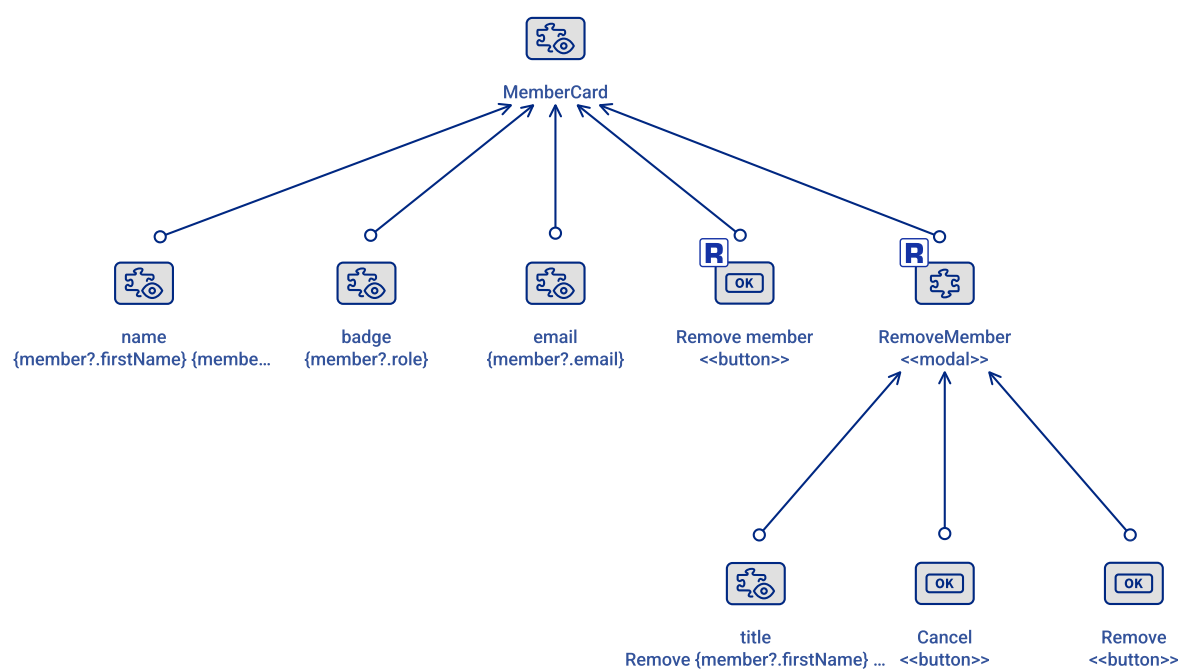 MemberCard
R
OK
R
name
{member?.firstName} {membe...
badge
{member?.role}
email
{member?.email}
Remove member
<<button>>
RemoveMember
<<modal>>
OK
OK
title
Remove {member?.firstName} ...
Cancel
<<button>>
Remove
<<button>>